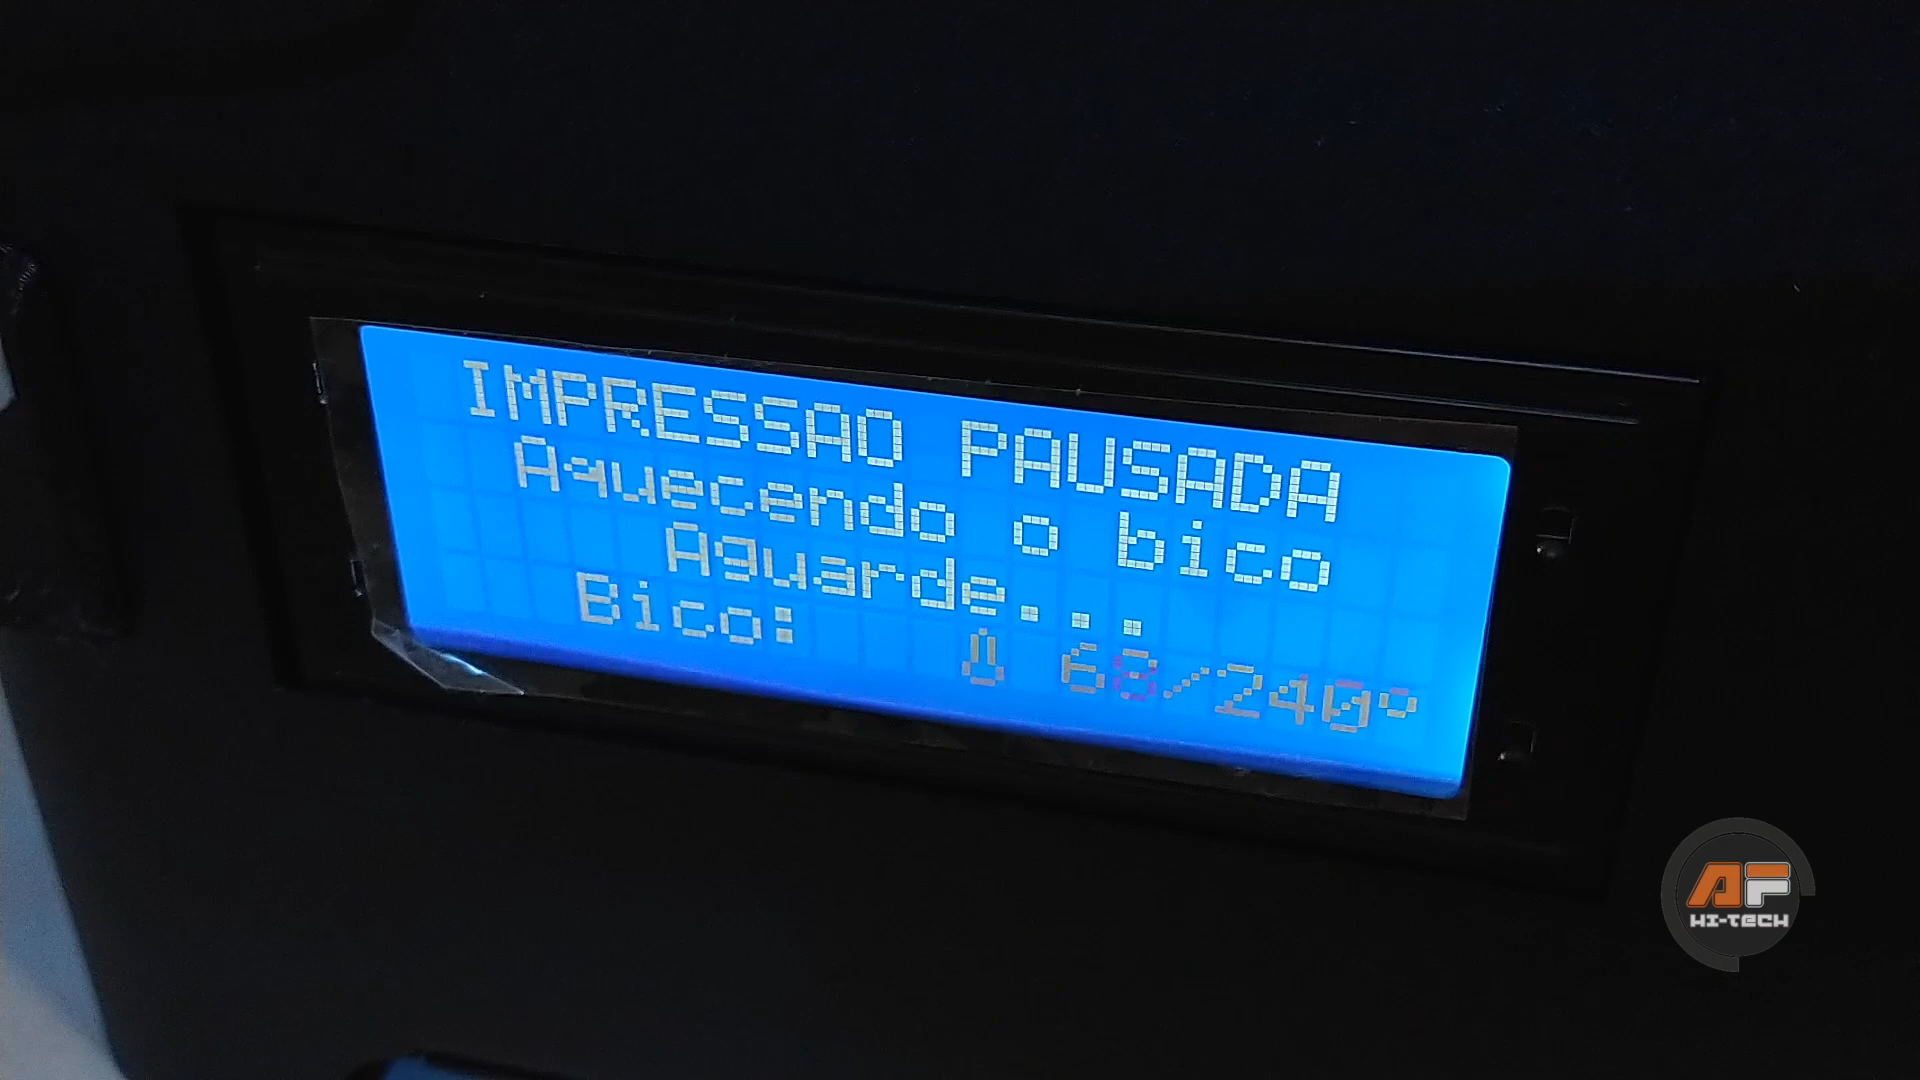 IMPRESSAO PAUSADA
Aquecendo o bico
Aguarde...
Bico: 68/240°
AF
HI-TECH